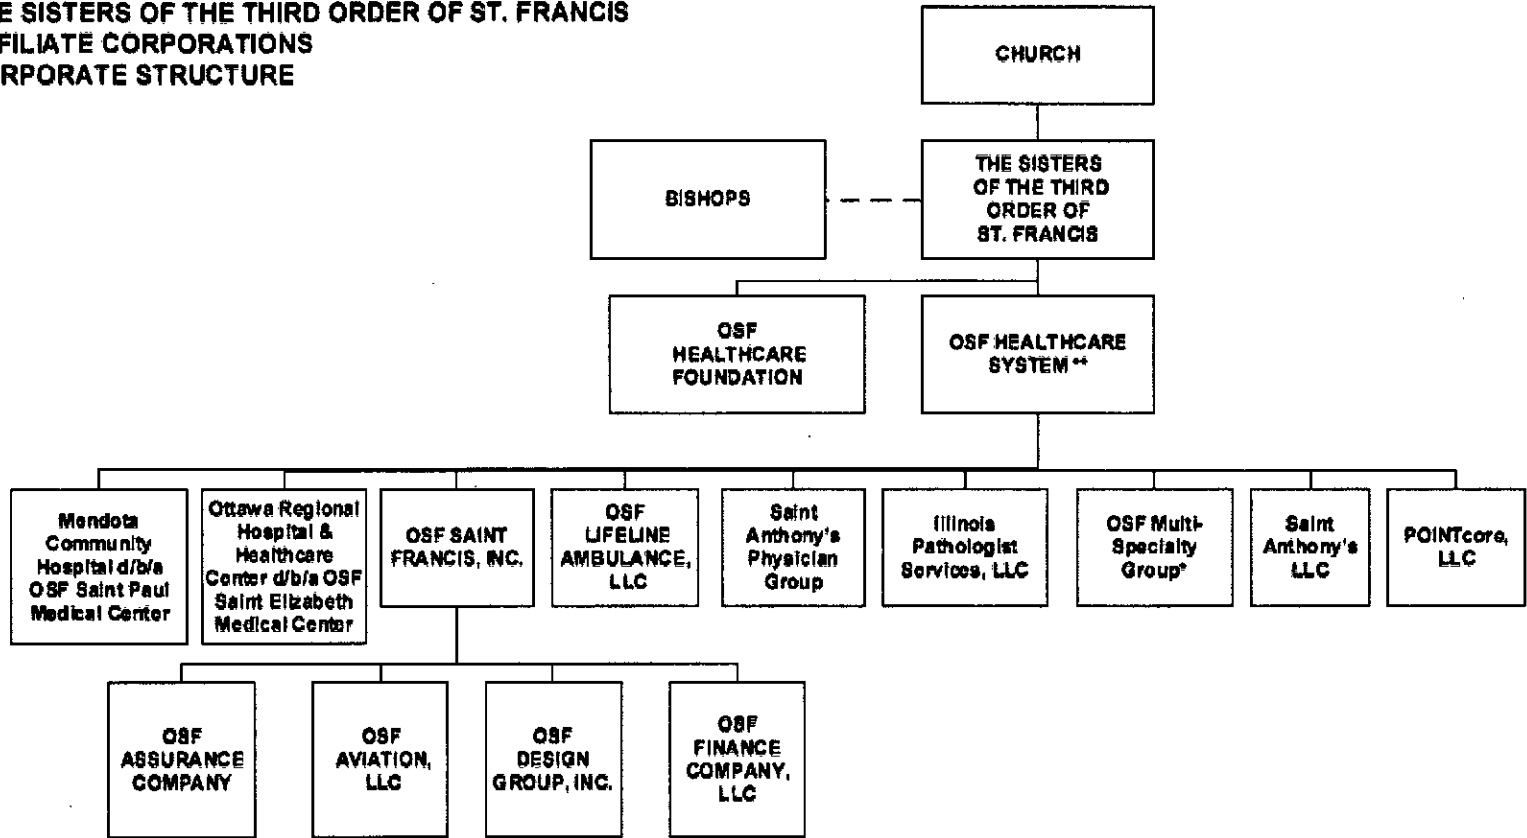 E SISTERS OF THE THIRD ORDER OF ST. FRANCIS
FILIATE CORPORATIONS
RPORATE STRUCTURE
CHURCH
BISHOPS
THE SISTERS
OF THE THIRD
ORDER OF
ST. FRANCIS
OSF
HEALTHCARE
FOUNDATION
OSF HEALTHCARE
SYSTEM**
Mendota
Community
Hospital d/b/a
OSF Saint Paul
Medical Center
Ottawa Regional
Hospital &
Healthcare
Center d/b/a OSF
Saint Elizabeth
Medical Center
OSF SAINT
FRANCIS, INC.
OSF
LIFELINE
AMBULANCE,
LLC
Saint
Anthony's
Physician
Group
Illinois
Pathologist
Services, LLC
OSF Multi-
Specialty
Group*
Saint
Anthony's
LLC
POINTcore,
LLC
OSF
ASSURANCE
COMPANY
OSF
AVIATION,
LLC
OSF
DESIGN
GROUP, INC.
OSF
FINANCE
COMPANY,
LLC